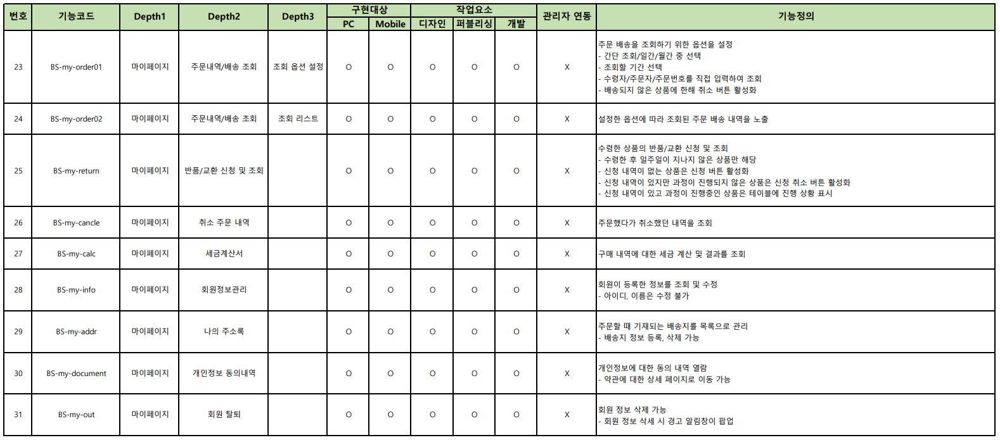 번호 기능코드 Depth1 Depth2 Depth3 구현대상 작업요소 관리자 연동 기능정의
PC Mobile 디자인 퍼블리싱 개발
23 BS-my-order01 마이페이지 주문내역/배송 조회 조회 옵션 설정 O O O O O X 주문 배송을 조회하기 위한 옵션을 설정
- 간단 조회/일간/월간 중 선택
- 조회할 기간 선택
- 수령자/주문자/주문번호를 직접 입력하여 조회
- 배송되지 않은 상품에 한해 취소 버튼 활성화
24 BS-my-order02 마이페이지 주문내역/배송 조회 조회 리스트 O O O O O X 설정한 옵션에 따라 조회된 주문 배송 내역을 노출
25 BS-my-return 마이페이지 반품/교환 신청 및 조회 O O O O O X 수령한 상품의 반품/교환 신청 및 조회
- 수령한 후 일주일이 지나지 않은 상품만 해당
- 신청 내역이 없는 상품은 신청 버튼 활성화
- 신청 내역이 있지만 과정이 진행되지 않은 상품은 신청 취소 버튼 활성화
- 신청 내역이 있고 과정이 진행중인 상품은 테이블에 진행 상황 표시
26 BS-my-cancle 마이페이지 취소 주문 내역 O O O O O X 주문했다가 취소했던 내역을 조회
27 BS-my-calc 마이페이지 세금계산서 O O O O O X 구매 내역에 대한 세금 계산 및 결과를 조회
28 BS-my-info 마이페이지 회원정보관리 O O O O O X 회원이 등록한 정보를 조회 및 수정
- 아이디, 이름은 수정 불가
29 BS-my-addr 마이페이지 나의 주소록 O O O O O X 주문할 때 기재되는 배송지를 목록으로 관리
- 배송지 정보 등록, 삭제 가능
30 BS-my-document 마이페이지 개인정보 동의내역 O O O O O X 개인정보에 대한 동의 내역 열람
- 약관에 대한 상세 페이지로 이동 가능
31 BS-my-out 마이페이지 회원 탈퇴 O O O O O X 회원 정보 삭제 가능
- 회원 정보 삭세 시 경고 알림창이 팝업